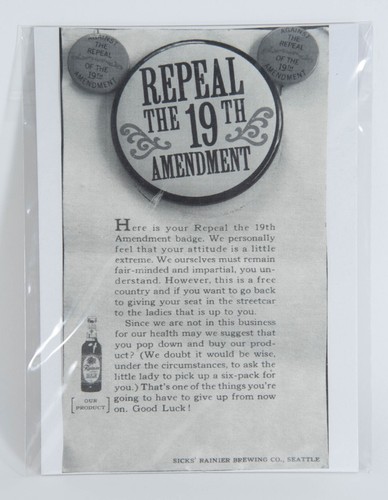 AGAINST
THE
REPEAL
OF THE
19TH
AMENDMENT
REPEAL
THE 19TH
AMENDMENT
AGAINST
THE
REPEAL
OF THE
19TH
AMENDMENT
Here is your Repeal the 19th
Amendment badge. We personally
feel that your attitude is a little
extreme. We ourselves must remain
fair-minded and impartial, you un-
derstand. However, this is a free
country and if you want to go back
to giving your seat in the streetcar
to the ladies that is up to you.
Since we are not in this business
for our health may we suggest that
you pop down and buy our prod-
uct? (We doubt it would be wise,
under the circumstances, to ask the
little lady to pick up a six-pack for
you.) That's one of the things you're
going to have to give up from now
on. Good Luck!
Rainier
[OUR
PRODUCT]
SICKS' RAINIER BREWING CO., SEATTLE